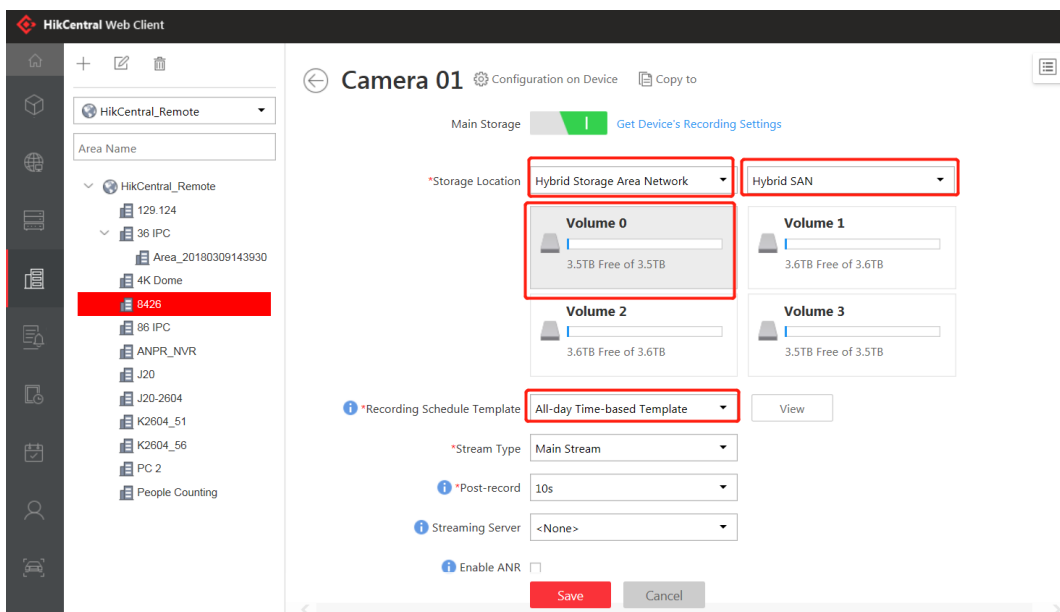 HikCentral Web Client
HikCentral_Remote
Area Name
HikCentral_Remote
129.124
36 IPC
Area_20180309143930
4K Dome
8426
86 IPC
ANPR_NVR
J20
J20-2604
K2604_51
K2604_56
PC 2
People Counting
Camera 01 Configuration on Device Copy to
Main Storage Get Device's Recording Settings
*Storage Location Hybrid Storage Area Network Hybrid SAN
Volume 0 Volume 1
3.5TB Free of 3.5TB 3.6TB Free of 3.6TB
Volume 2 Volume 3
3.6TB Free of 3.6TB 3.5TB Free of 3.5TB
*Recording Schedule Template All-day Time-based Template View
*Stream Type Main Stream
*Post-record 10s
Streaming Server <None>
Enable ANR
Save Cancel